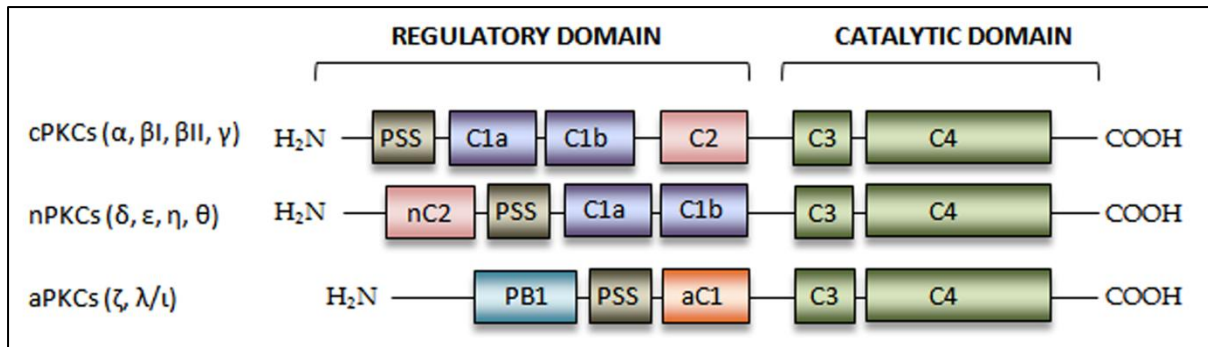 REGULATORY DOMAIN CATALYTIC DOMAIN
cPKCs (α, βI, βII, γ) H₂N PSS C1a C1b C2 C3 C4 COOH
nPKCs (δ, ε, η, θ) H₂N nC2 PSS C1a C1b C3 C4 COOH
aPKCs (ζ, λ/ι) H₂N PB1 PSS aC1 C3 C4 COOH